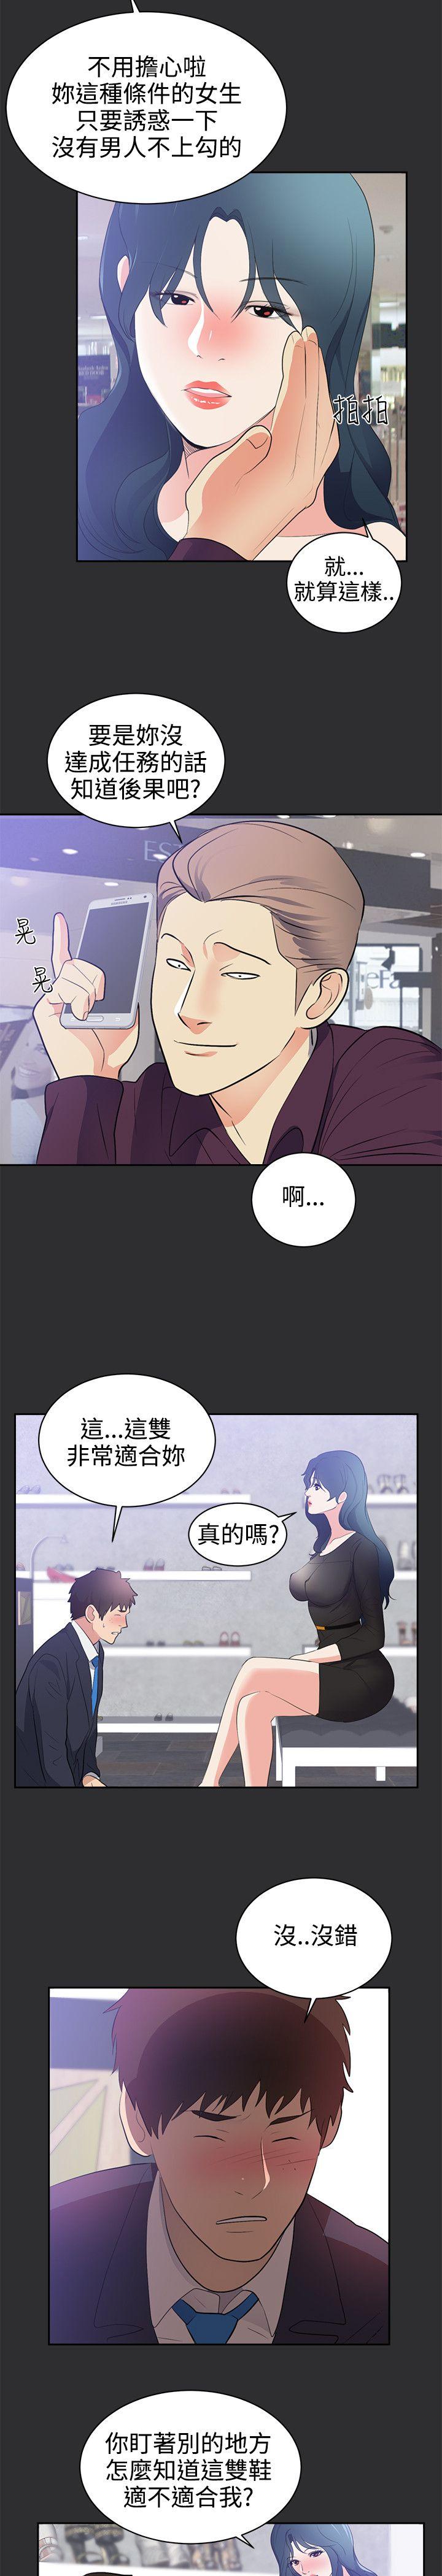 不用擔心啦
妳這種條件的女生
只要誘惑一下
沒有男人不上勾的
拍拍
就...
就算這樣..
要是妳沒
達成任務的話
知道後果吧?
晃
晃
啊...
這...這雙
非常適合妳
真的嗎?
沒..沒錯
你盯著別的地方
怎麼知道這雙鞋
適不適合我?